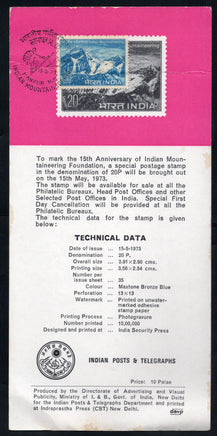 भारत INDIA
To mark the 15th Anniversary of Indian Moun-
taineering Foundation, a special postage stamp
in the denomination of 20P will be brought out
on the 15th May, 1973.
The stamp will be available for sale at all the
Philatelic Bureaux, Head Post Offices and other
Selected Post Offices in India. Special First
Day Cancellation will be provided at all the
Philatelic Bureaux.
The technical data for the stamp is given
below:
TECHNICAL DATA
Date of issue ... 15-5-1973
Denomination ... 20 P.
Overall size ... 3.91 × 2.90 cms.
Printing size ... 3.56 × 2.54 cms.
Number per
issue sheet ... 35
Colour ... Mastone Bronze Blue
Perforation ... 13×13
Watermark ... Printed on unwater-
marked adhesive
stamp paper
Printing Process ... Photogravure
Number printed ... 10,00,000
Designed and printed at ... India Security Press
INDIAN POSTS & TELEGRAPHS
Price: 10 Paise
Produced by the Directorate of Advertising and Visual
Publicity, Ministry of I. & B., Govt. of India, New Delhi
for the Indian Posts & Telegraphs Department and printed
at Indraprastha Press (CBT) New Delhi.
davp